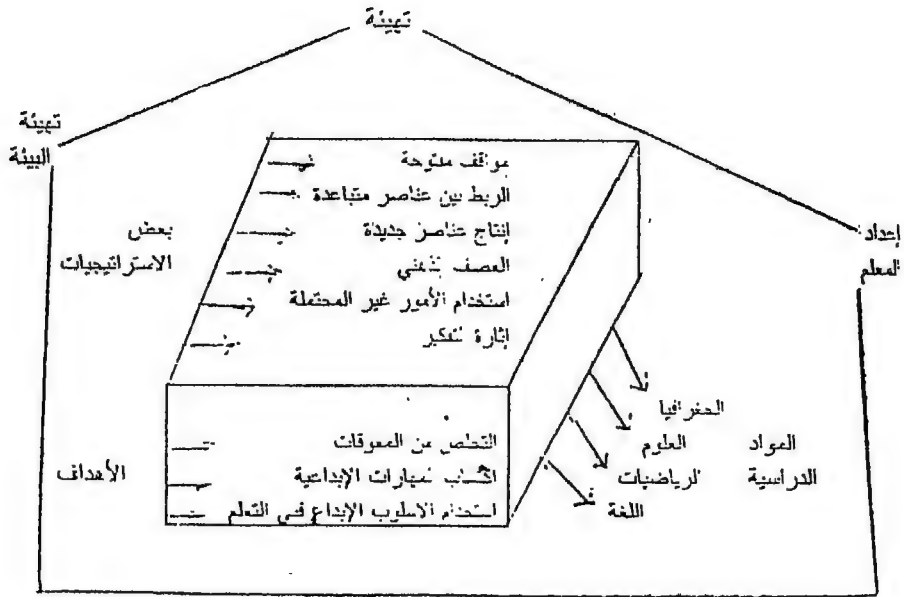 تهيئة
تهيئة
البيئة
إعداد
المعلم
بعض
الاستراتيجيات
مواقف مفتوحة
الربط بين عناصر متباعدة
إنتاج عناصر جديدة
العصف الذهني
استخدام الأمور غير المحتملة
إثارة التفكير
الأهداف
التخلص من المعوقات
اكتساب المهارات الإبداعية
استخدام الاسلوب الإبداع في التعلم
المواد
الدراسية
الجغرافيا
العلوم
الرياضيات
اللغة